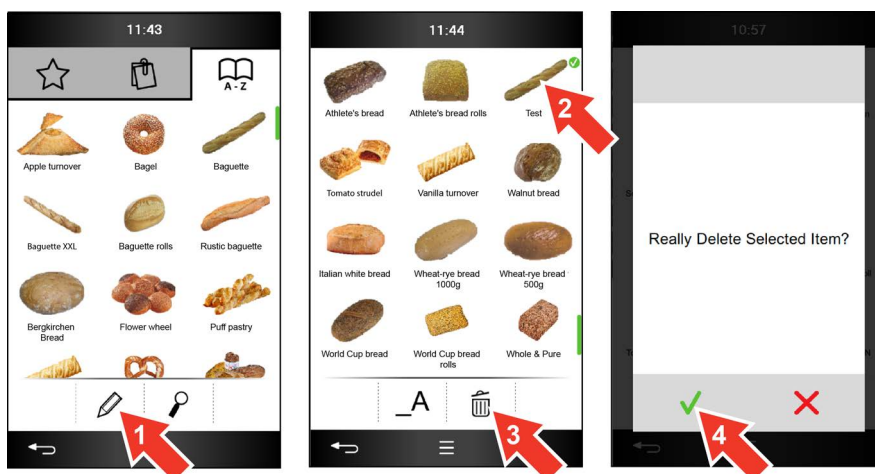 11:43
A - Z
Apple turnover
Bagel
Baguette
Baguette XXL
Baguette rolls
Rustic baguette
Bergkirchen
Bread
Flower wheel
Puff pastry
1
11:44
Athlete's bread
Athlete's bread rolls
Test
2
Tomato strudel
Vanilla turnover
Walnut bread
Italian white bread
Wheat-rye bread
1000g
Wheat-rye bread
500g
World Cup bread
World Cup bread
rolls
Whole & Pure
_A
3
10:57
Really Delete Selected Item?
4